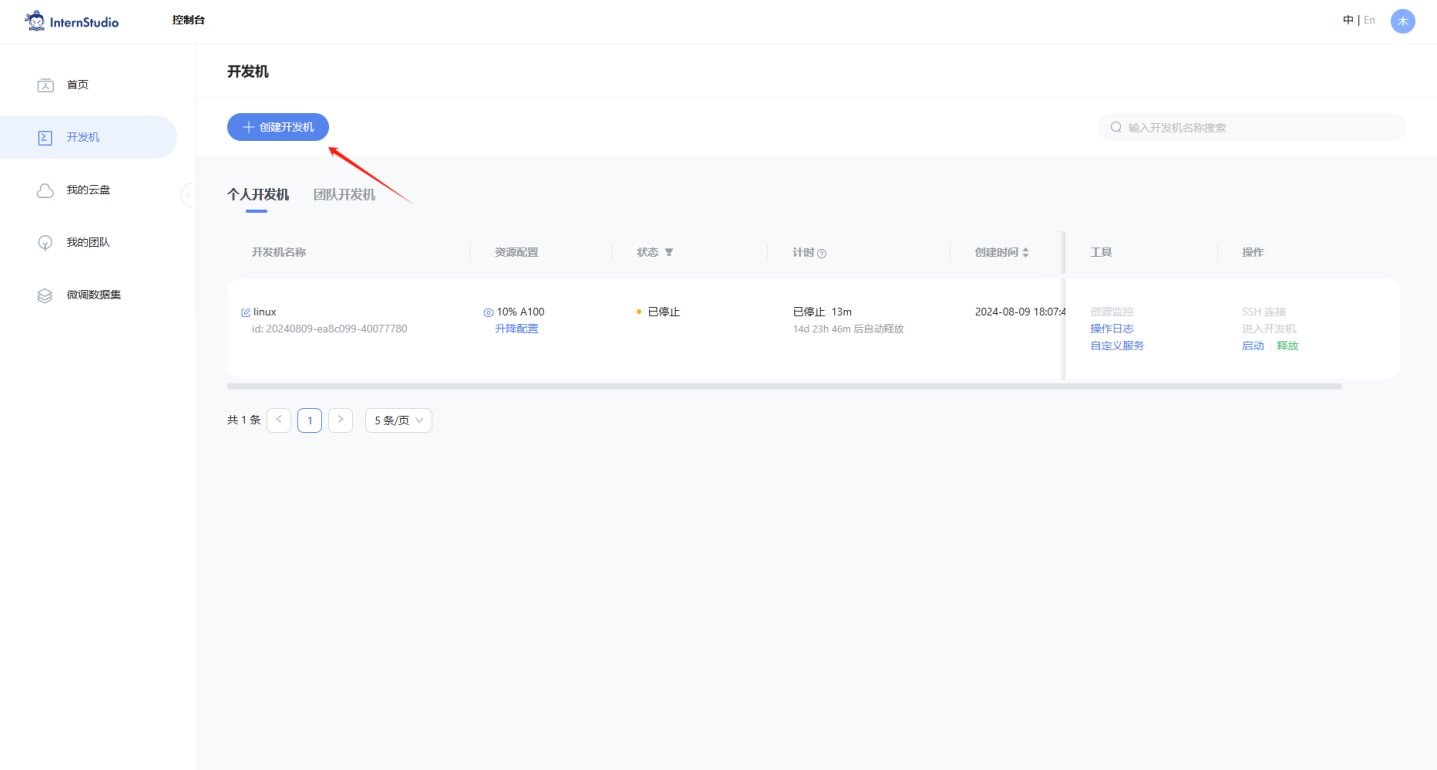 InternStudio
控制台
中 | En
木
首页
开发机
我的云盘
我的团队
微调数据集
开发机
创建开发机
输入开发机名称搜索
个人开发机 团队开发机
开发机名称 资源配置 状态 计时 创建时间 工具 操作
linux 10% A100 已停止 已停止 13m 2024-08-09 18:07:4 资源监控 SSH 连接
id: 20240809-ea8c099-40077780 升降配置 14d 23h 46m 后自动释放 操作日志 进入开发机
自定义服务 启动 释放
共 1 条 < 1 > 5 条/页